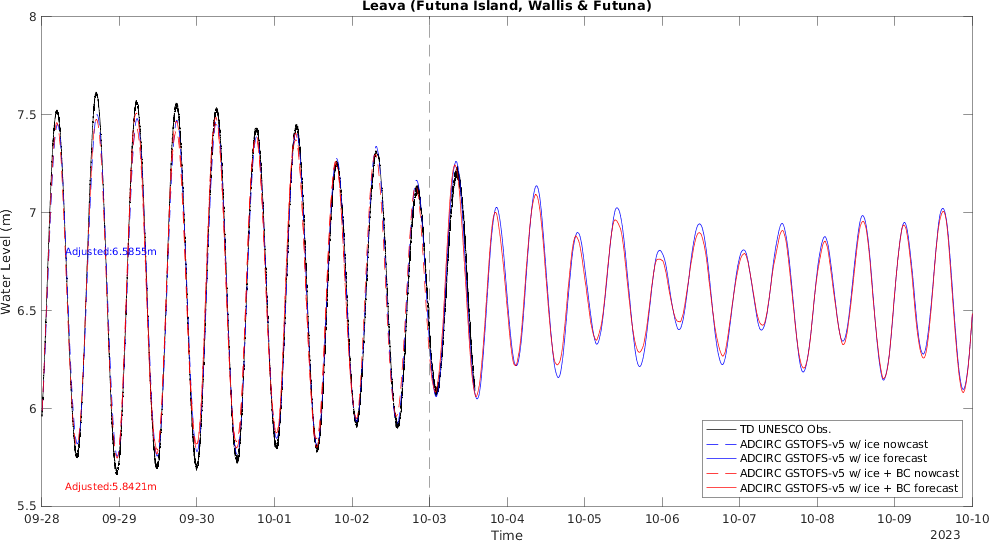 Leava (Futuna Island, Wallis & Futuna)
8
7.5
7
6.5
6
5.5
Water Level (m)
Adjusted:6.5855m
Adjusted:5.8421m
TD UNESCO Obs.
ADCIRC GSTOFS-v5 w/ ice nowcast
ADCIRC GSTOFS-v5 w/ ice forecast
ADCIRC GSTOFS-v5 w/ ice + BC nowcast
ADCIRC GSTOFS-v5 w/ ice + BC forecast
09-28 09-29 09-30 10-01 10-02 10-03 10-04 10-05 10-06 10-07 10-08 10-09 10-10
Time
2023